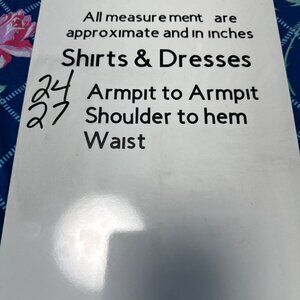 All measurement are
approximate and in inches
Shirts & Dresses
24 Armpit to Armpit
27 Shoulder to hem
Waist